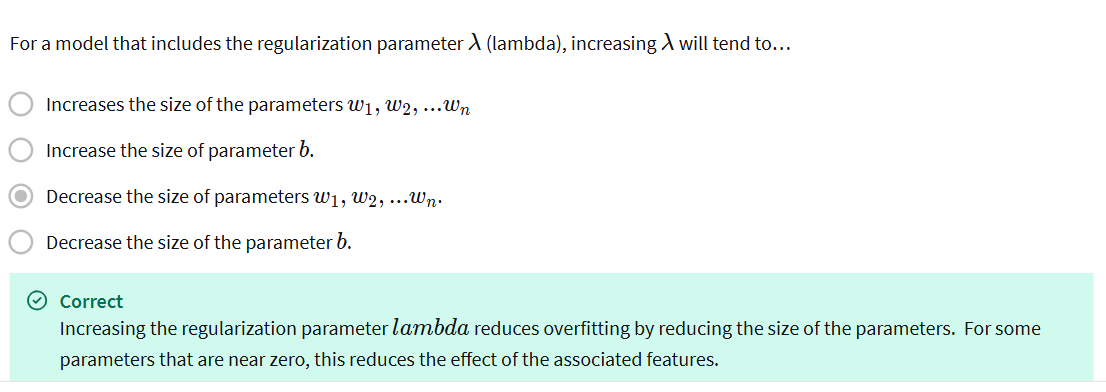 For a model that includes the regularization parameter λ (lambda), increasing λ will tend to…
Increases the size of the parameters w₁, w₂, ...wₙ
Increase the size of parameter b.
Decrease the size of parameters w₁, w₂, ...wₙ.
Decrease the size of the parameter b.
Correct
Increasing the regularization parameter lambda reduces overfitting by reducing the size of the parameters. For some
parameters that are near zero, this reduces the effect of the associated features.